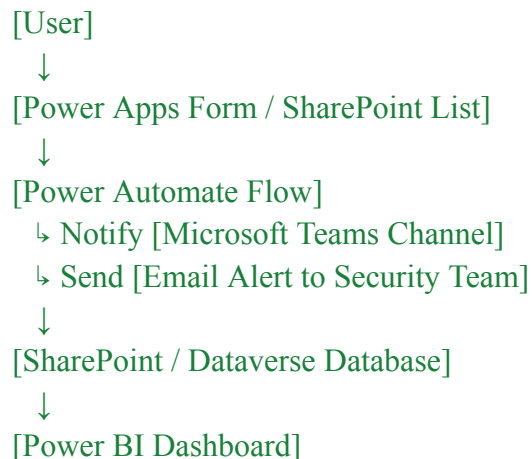 [User]
↓
[Power Apps Form / SharePoint List]
↓
[Power Automate Flow]
↳ Notify [Microsoft Teams Channel]
↳ Send [Email Alert to Security Team]
↓
[SharePoint / Dataverse Database]
↓
[Power BI Dashboard]